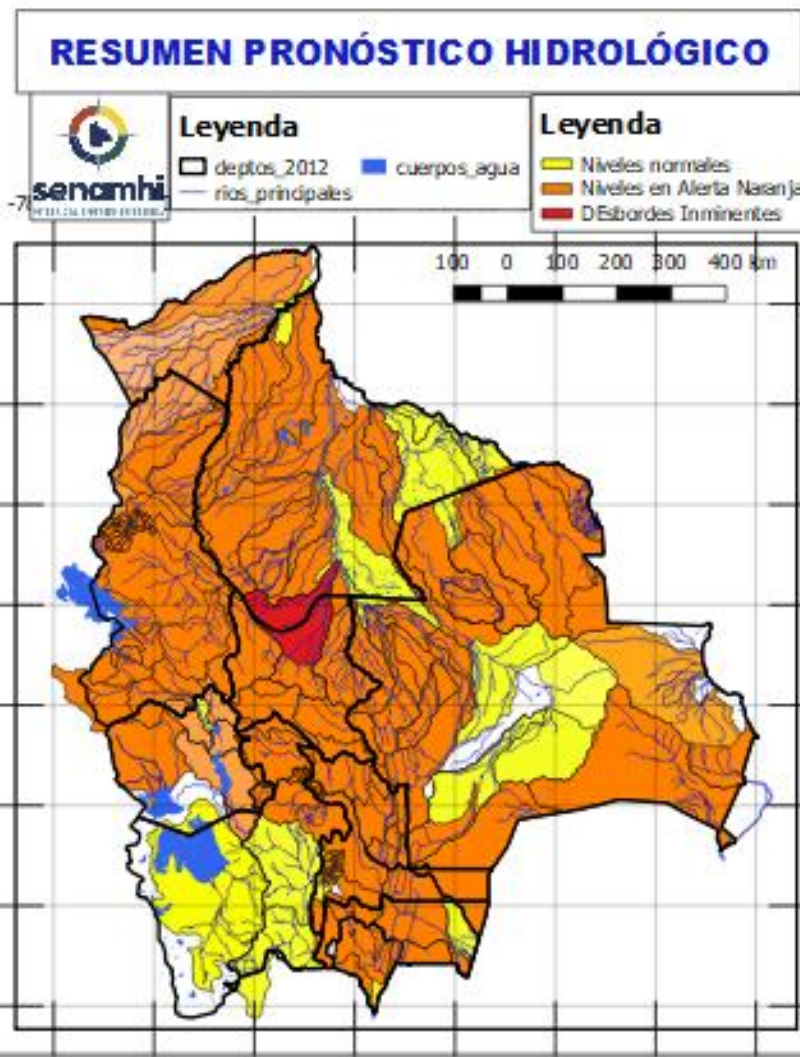 RESUMEN PRONÓSTICO HIDROLÓGICO
senamhi
Leyenda
deptos_2012
cuerpos_agua
rios_principales
Leyenda
Niveles normales
Niveles en Alerta Naranja
DEsbordes Inminentes
100 0 100 200 300 400 km